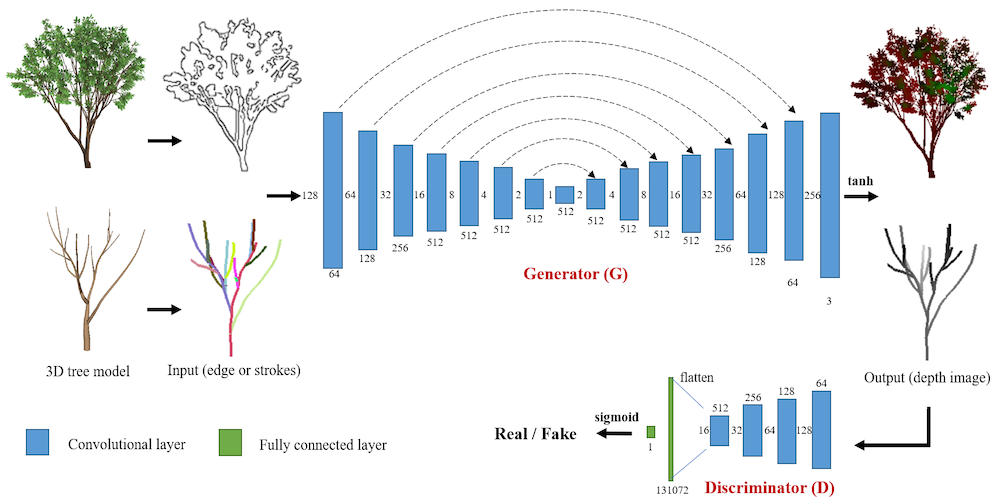 128 64 32 16 8 4 2 1 2 4 8 16 32 64 128 256
tanh
64 128 256 512 512 512 512 512 512 512 512 512 256 128 64 3
Generator (G)
3D tree model
Input (edge or strokes)
Output (depth image)
flatten
512 256 128 64
sigmoid
Real / Fake
16 32 64 128
1
131072
Discriminator (D)
Convolutional layer
Fully connected layer